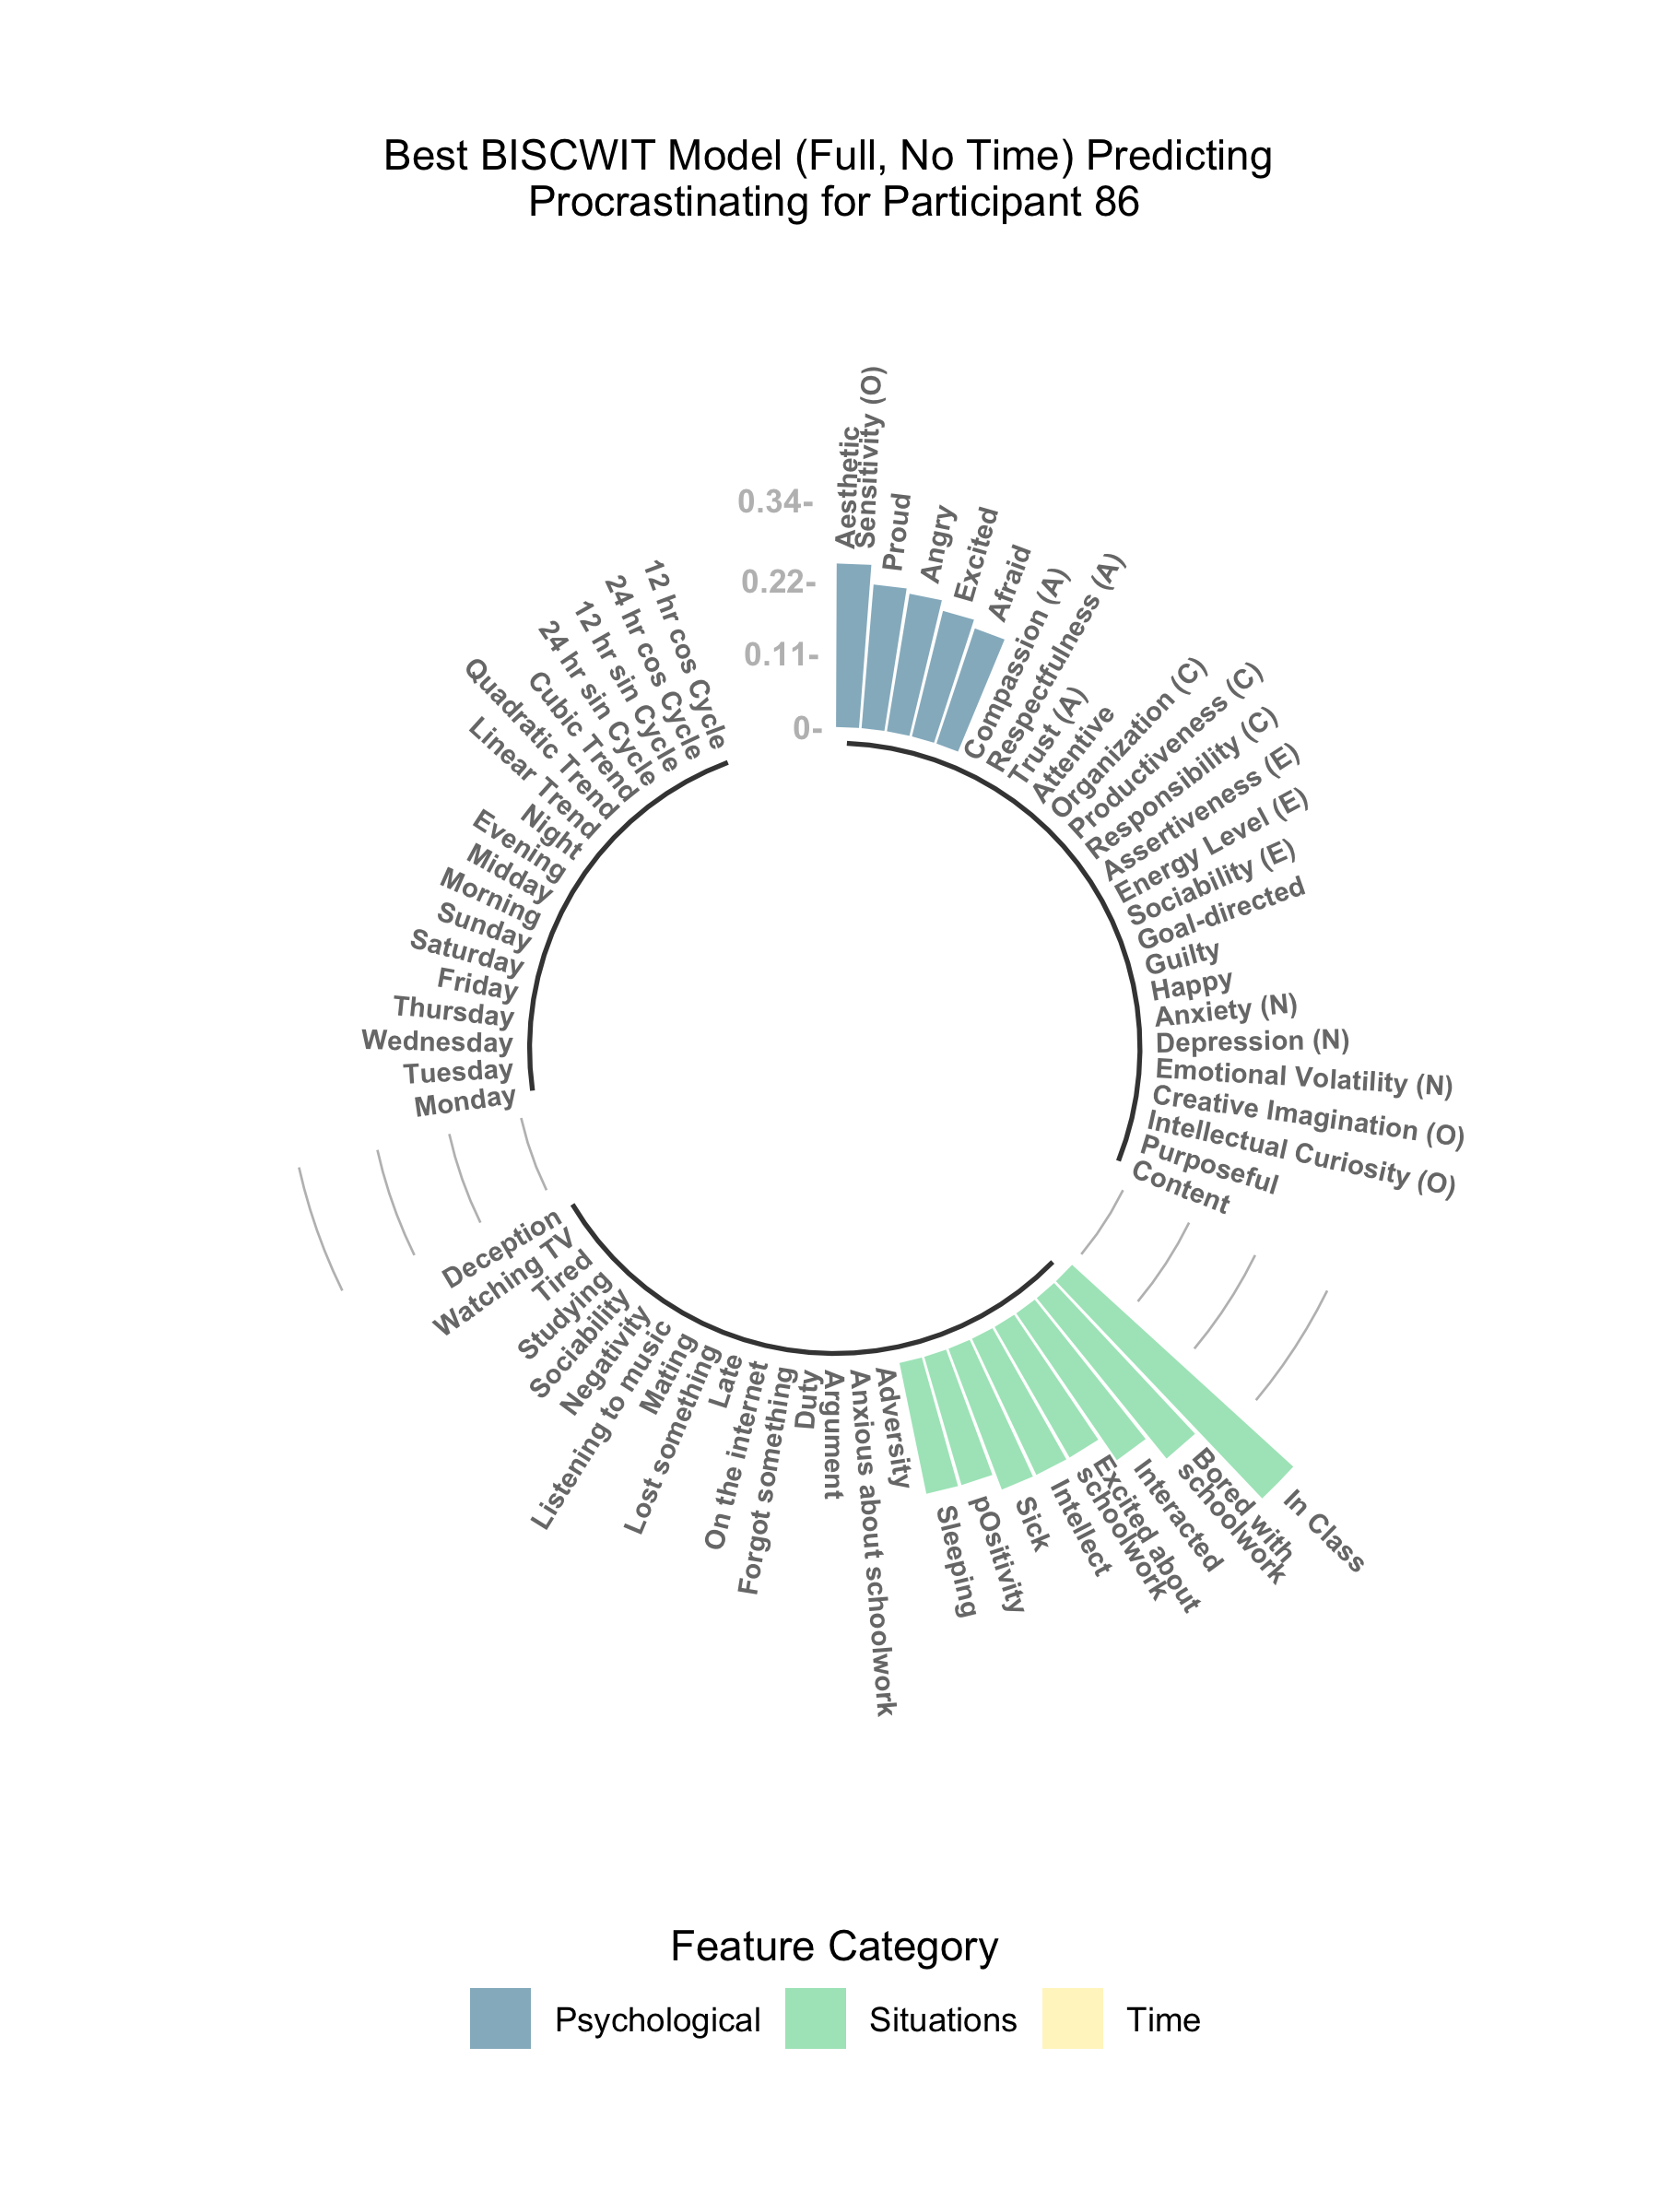 Best BISCWIT Model (Full, No Time) Predicting
Procrastinating for Participant 86
0.34-
0.22-
0.11-
0-
Aesthetic
Sensitivity (O)
Proud
Angry
Excited
Afraid
Compassion (A)
Respectfulness (A)
Trust (A)
Attentive
Organization (C)
Productiveness (C)
Responsibility (C)
Assertiveness (E)
Energy Level (E)
Sociability (E)
Goal-directed
Guilty
Happy
Anxiety (N)
Depression (N)
Emotional Volatility (N)
Creative Imagination (O)
Intellectual Curiosity (O)
Purposeful
Content
In Class
Bored with
schoolwork
Interacted
Excited about
schoolwork
Intellect
Sick
pOsitivity
Sleeping
Adversity
Anxious about schoolwork
Argument
Duty
Forgot something
On the internet
Late
Lost something
Mating
Listening to music
Negativity
Sociability
Studying
Tired
Watching TV
Deception
Monday
Tuesday
Wednesday
Thursday
Friday
Saturday
Sunday
Morning
Midday
Evening
Night
Linear Trend
Quadratic Trend
Cubic Trend
24 hr sin Cycle
12 hr sin Cycle
24 hr cos Cycle
12 hr cos Cycle
Feature Category
Psychological
Situations
Time